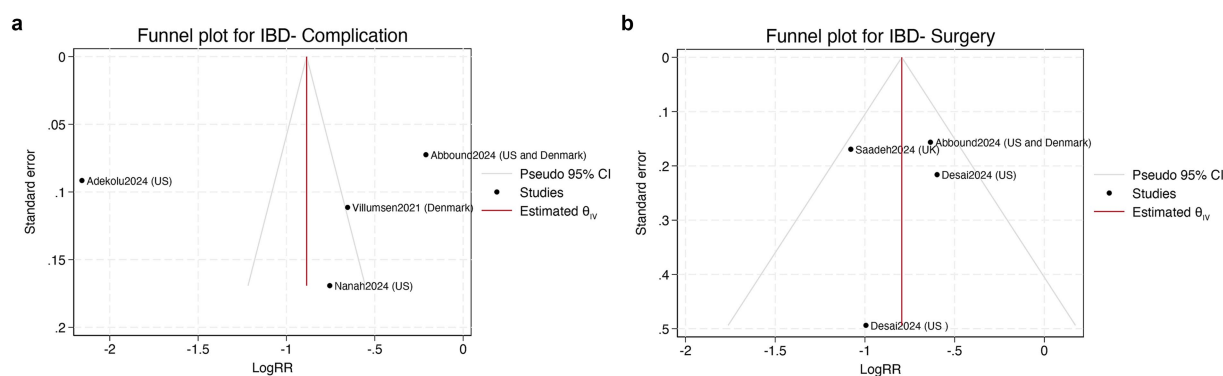 a
Funnel plot for IBD- Complication
0
.05
.1
.15
.2
Standard error
-2
-1.5
-1
-.5
0
LogRR
Abbound2024 (US and Denmark)
Adekolu2024 (US)
Villumsen2021 (Denmark)
Nanah2024 (US)
Pseudo 95% CI
Studies
Estimated θIV
b
Funnel plot for IBD- Surgery
0
.1
.2
.3
.4
.5
Standard error
-2
-1.5
-1
-.5
0
LogRR
Abbound2024 (US and Denmark)
Saadeh2024 (UK)
Desai2024 (US)
Desai2024 (US )
Pseudo 95% CI
Studies
Estimated θIV